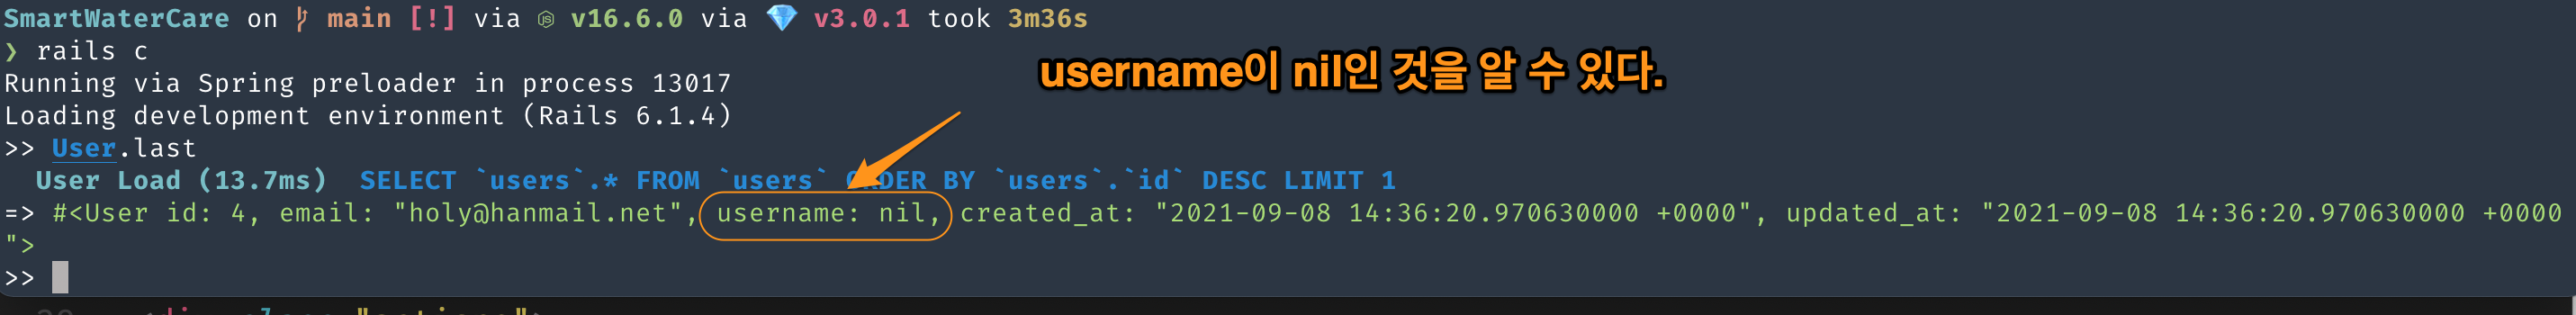 SmartWaterCare on main [!] via v16.6.0 via 💎 v3.0.1 took 3m36s
❯ rails c
username이 nil인 것을 알 수 있다.
Running via Spring preloader in process 13017
Loading development environment (Rails 6.1.4)
>> User.last
User Load (13.7ms)  SELECT `users`.* FROM `users` ORDER BY `users`.`id` DESC LIMIT 1
=> #<User id: 4, email: "holy@hanmail.net", username: nil, created_at: "2021-09-08 14:36:20.970630000 +0000", updated_at: "2021-09-08 14:36:20.970630000 +0000
">
>>